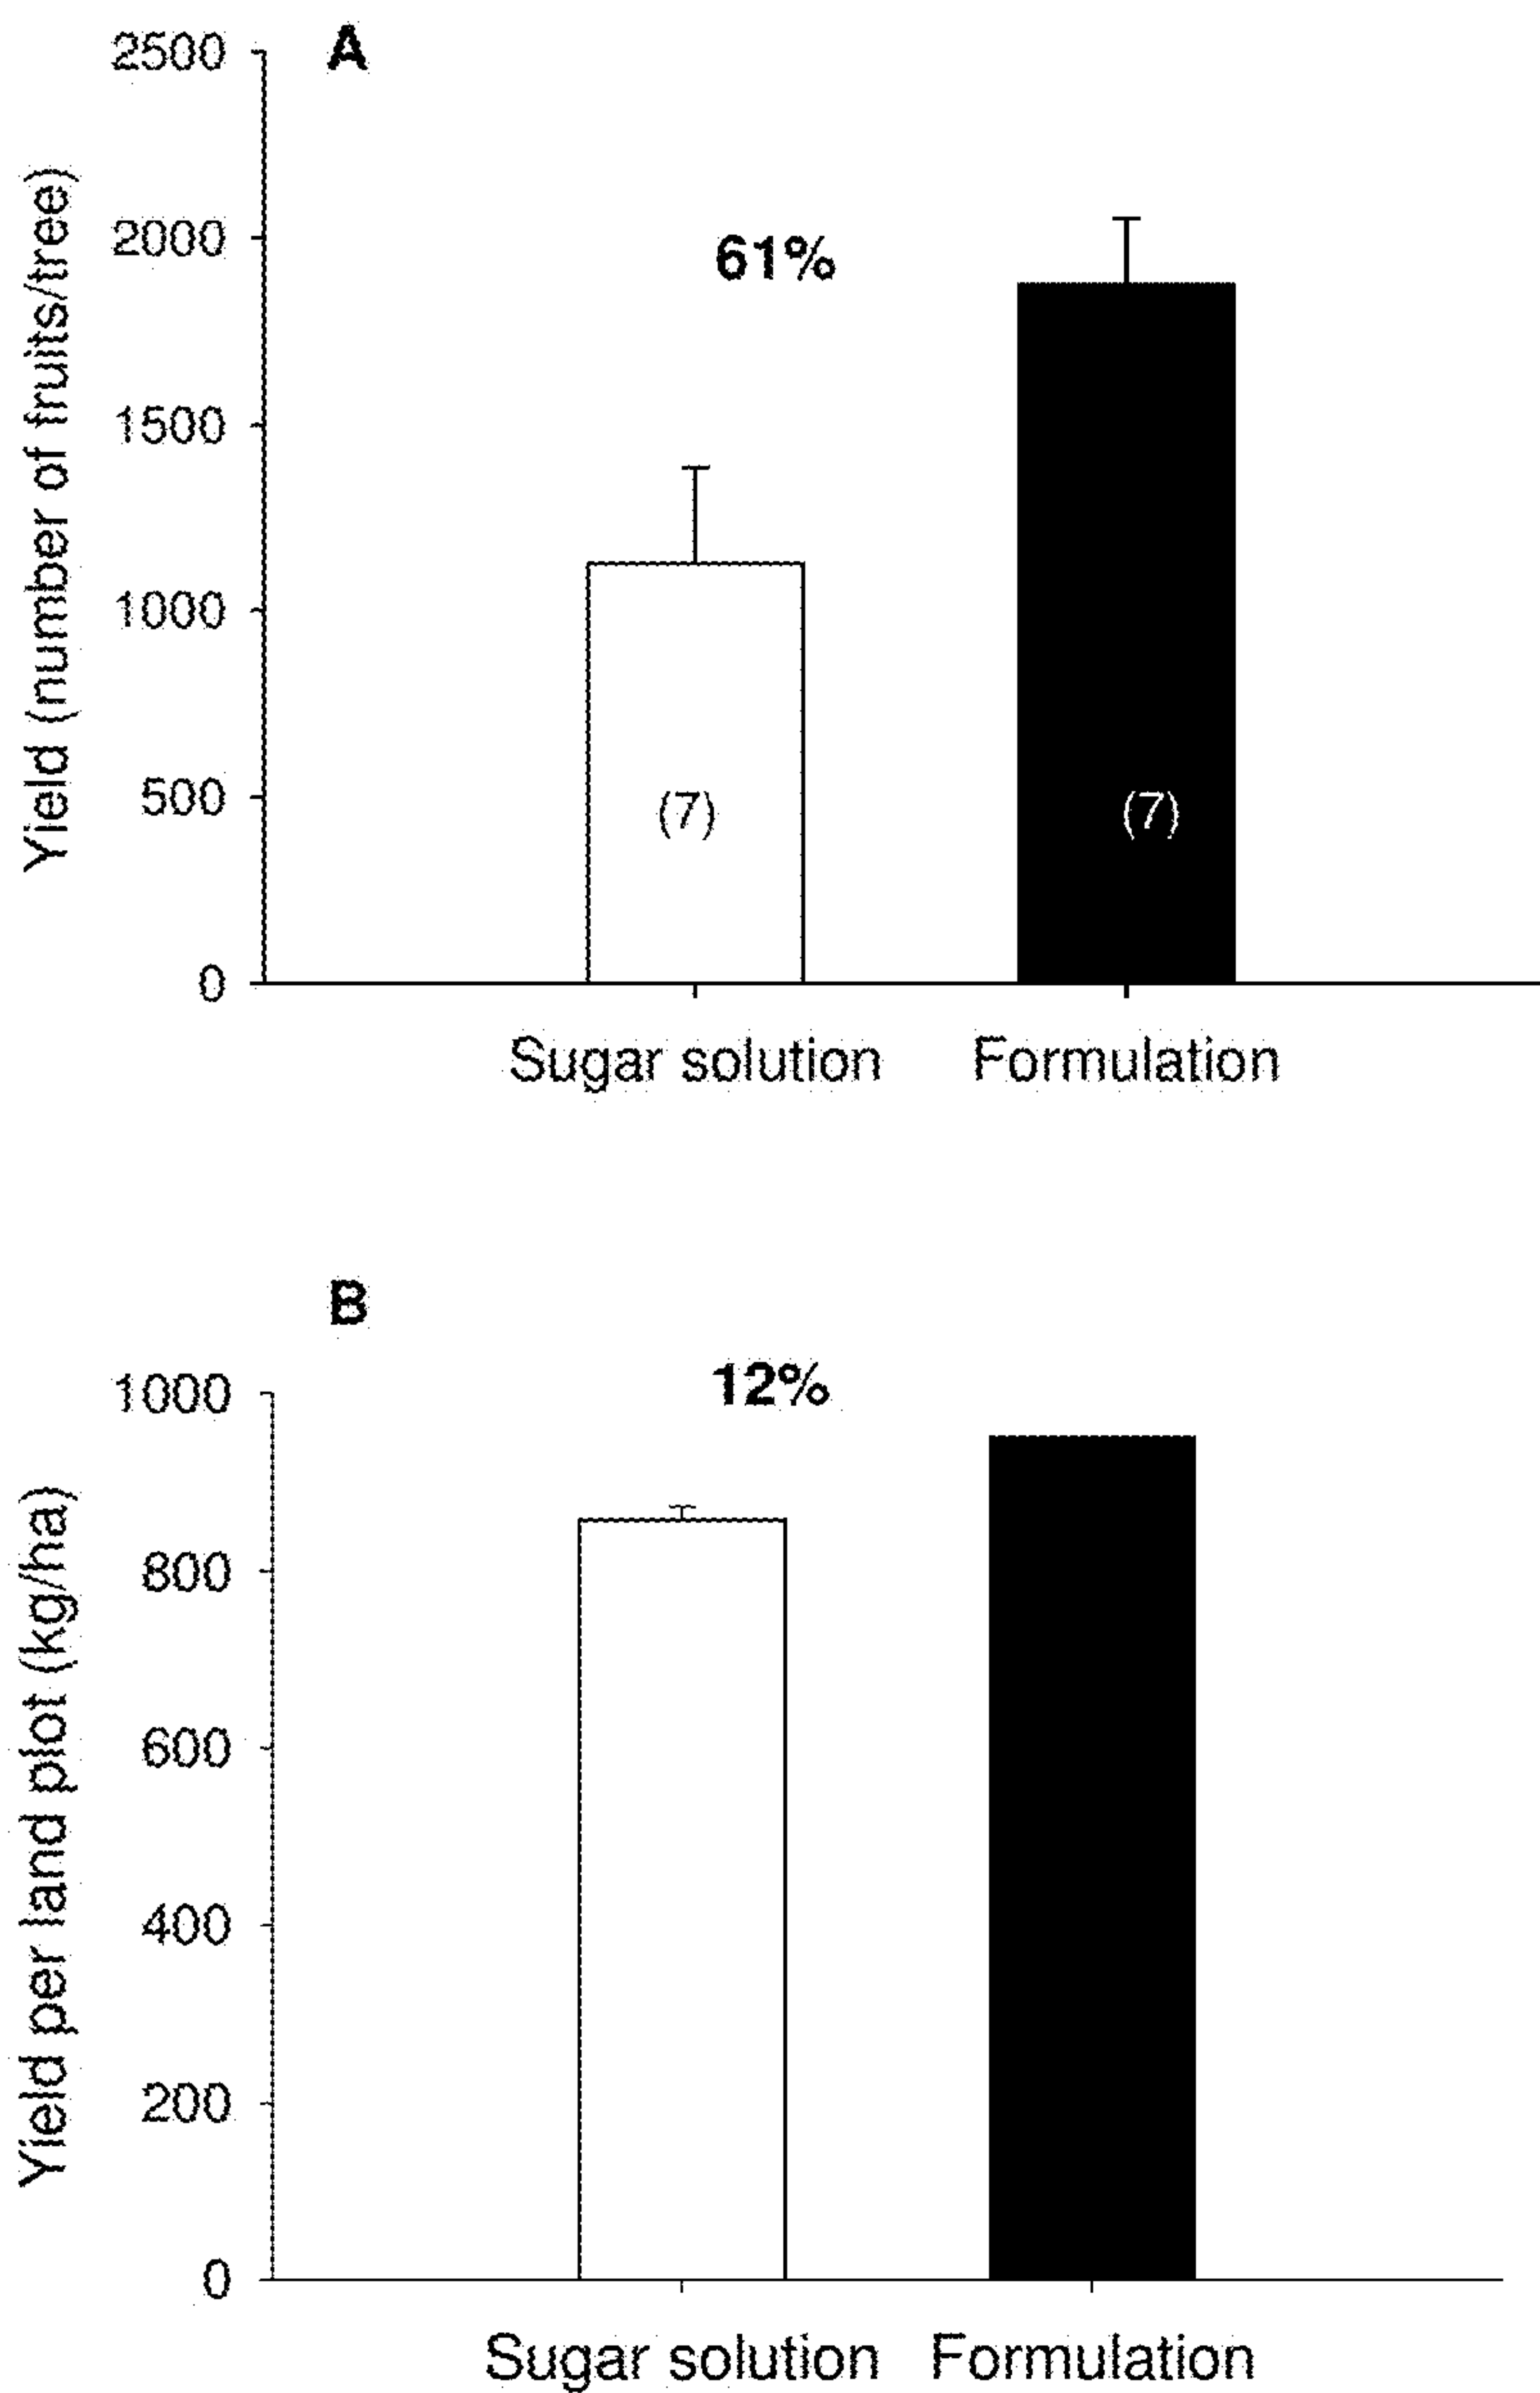 A
2500
2000
1500
1000
500
0
Yield (number of fruits/tree)
61%
(7)
(7)
Sugar solution
Formulation
B
12%
1000
800
600
400
200
0
Yield per land plot (kg/ha)
Sugar solution
Formulation